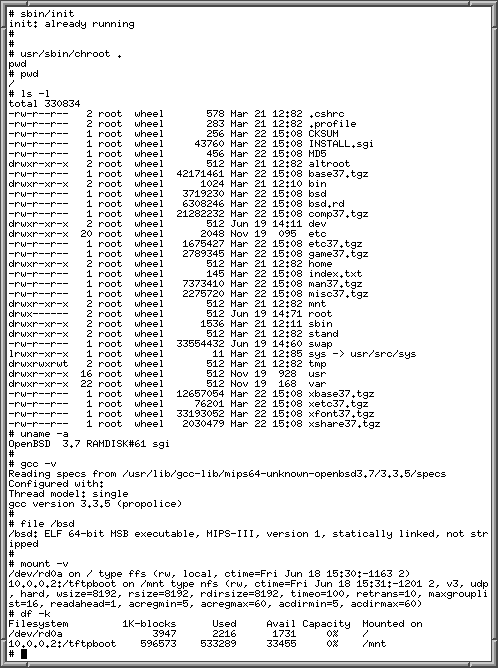 # sbin/init
init: already running
#
#
# usr/sbin/chroot .
pwd
# pwd
/
# ls -l
total 330834
-rw-r--r--   2 root  wheel       578 Mar 21 12:82 .cshrc
-rw-r--r--   2 root  wheel       283 Mar 21 12:82 .profile
-rw-r--r--   1 root  wheel       256 Mar 22 15:08 CKSUM
-rw-r--r--   1 root  wheel     43760 Mar 22 15:08 INSTALL.sgi
-rw-r--r--   1 root  wheel       456 Mar 22 15:08 MD5
drwxr-xr-x   2 root  wheel       512 Mar 21 12:82 altroot
-rw-r--r--   1 root  wheel  42171461 Mar 22 15:08 base37.tgz
drwxr-xr-x   2 root  wheel      1024 Mar 21 12:10 bin
-rw-r--r--   1 root  wheel   3719230 Mar 22 15:08 bsd
-rw-r--r--   1 root  wheel   6308246 Mar 22 15:08 bsd.rd
-rw-r--r--   1 root  wheel  21282232 Mar 22 15:08 comp37.tgz
drwxr-xr-x   2 root  wheel       512 Jun 19 14:11 dev
drwxr-xr-x  20 root  wheel      2048 Nov 19  095  etc
-rw-r--r--   1 root  wheel   1675427 Mar 22 15:08 etc37.tgz
-rw-r--r--   1 root  wheel   2789345 Mar 22 15:08 game37.tgz
drwxr-xr-x   2 root  wheel       512 Mar 21 12:82 home
-rw-r--r--   1 root  wheel       145 Mar 22 15:08 index.txt
-rw-r--r--   1 root  wheel   7373410 Mar 22 15:08 man37.tgz
-rw-r--r--   1 root  wheel   2275720 Mar 22 15:08 misc37.tgz
drwxr-xr-x   2 root  wheel       512 Mar 21 12:82 mnt
drwx------   2 root  wheel       512 Jun 19 14:71 root
drwxr-xr-x   2 root  wheel      1536 Mar 21 12:11 sbin
drwxr-xr-x   2 root  wheel       512 Mar 21 12:82 stand
-rw-r--r--   1 root  wheel  33554432 Jun 19 14:60 swap
lrwxr-xr-x   1 root  wheel        11 Mar 21 12:85 sys -> usr/src/sys
drwxrwxrwt   2 root  wheel       512 Mar 21 12:82 tmp
drwxr-xr-x  16 root  wheel       512 Nov 19  928  usr
drwxr-xr-x  22 root  wheel       512 Nov 19  168  var
-rw-r--r--   1 root  wheel  12657054 Mar 22 15:08 xbase37.tgz
-rw-r--r--   1 root  wheel     76201 Mar 22 15:08 xetc37.tgz
-rw-r--r--   1 root  wheel  33193052 Mar 22 15:08 xfont37.tgz
-rw-r--r--   1 root  wheel   2030479 Mar 22 15:08 xshare37.tgz
# uname -a
OpenBSD  3.7 RAMDISK#61 sgi
#
# gcc -v
Reading specs from /usr/lib/gcc-lib/mips64-unknown-openbsd3.7/3.3.5/specs
Configured with:
Thread model: single
gcc version 3.3.5 (propolice)
#
# file /bsd
/bsd: ELF 64-bit MSB executable, MIPS-III, version 1, statically linked, not str
ipped
#
# mount -v
/dev/rd0a on / type ffs (rw, local, ctime=Fri Jun 18 15:30:-1163 2)
10.0.0.2:/tftpboot on /mnt type nfs (rw, ctime=Fri Jun 18 15:31:-1201 2, v3, udp
, hard, wsize=8192, rsize=8192, rdirsize=8192, timeo=100, retrans=10, maxgroupli
st=16, readahead=1, acregmin=5, acregmax=60, acdirmin=5, acdirmax=60)
# df -k
Filesystem         1K-blocks      Used     Avail Capacity  Mounted on
/dev/rd0a               3947      2216      1731     0%    /
10.0.0.2:/tftpboot    596573    533289     33455     0%    /mnt
#